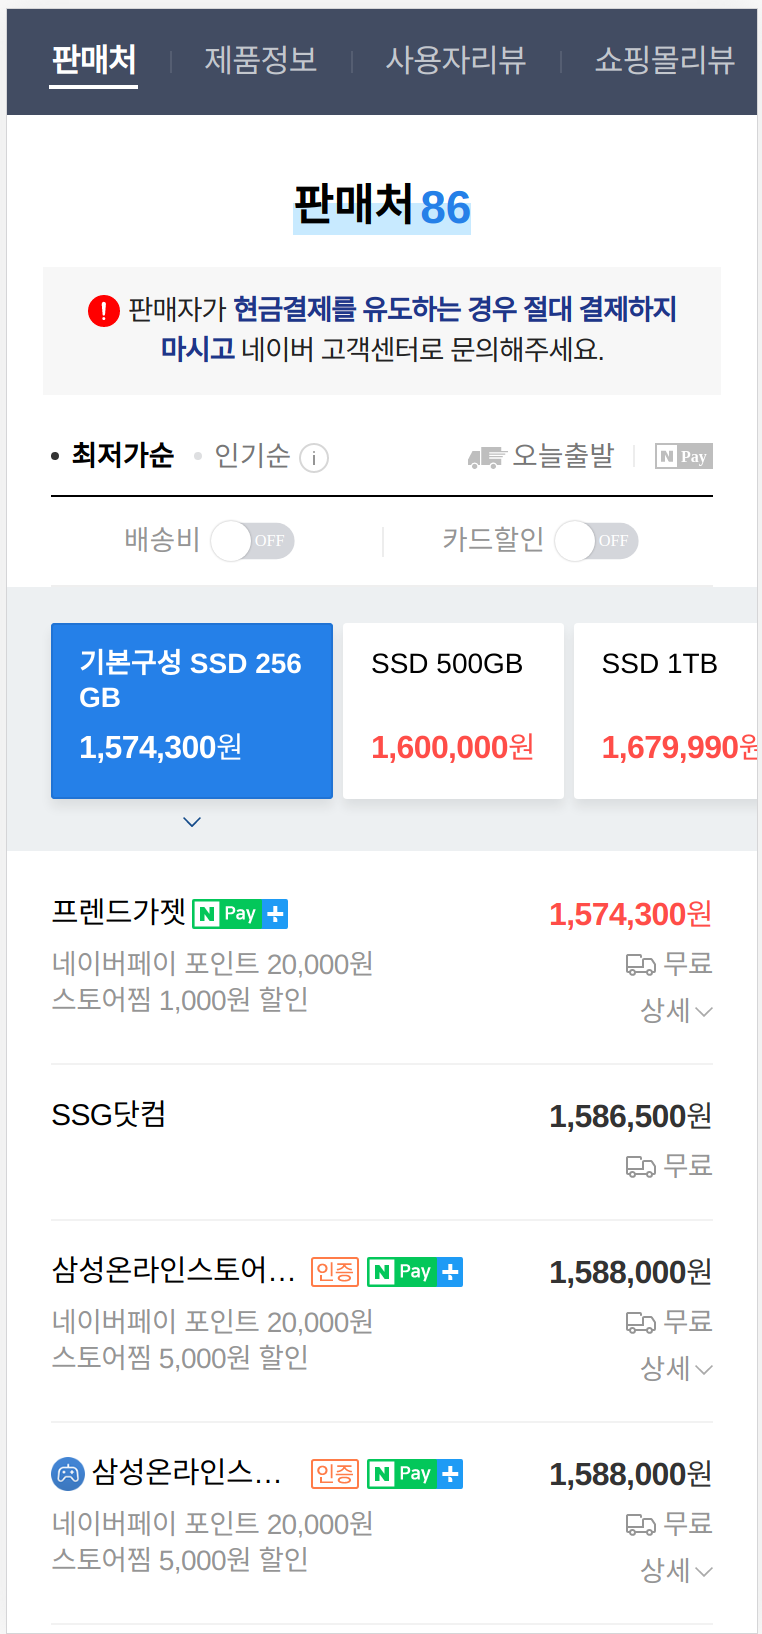 판매처 제품정보 사용자리뷰 쇼핑몰리뷰
판매처 86
판매자가 현금결제를 유도하는 경우 절대 결제하지
마시고 네이버 고객센터로 문의해주세요.
최저가순 인기순 i 오늘출발 N Pay
배송비 OFF 카드할인 OFF
기본구성 SSD 256
GB
1,574,300원
SSD 500GB
1,600,000원
SSD 1TB
1,679,990원
프렌드가젯 N Pay + 1,574,300원
네이버페이 포인트 20,000원 무료
스토어찜 1,000원 할인 상세
SSG닷컴 1,586,500원
무료
삼성온라인스토어... 인증 N Pay + 1,588,000원
네이버페이 포인트 20,000원 무료
스토어찜 5,000원 할인 상세
삼성온라인스... 인증 N Pay + 1,588,000원
네이버페이 포인트 20,000원 무료
스토어찜 5,000원 할인 상세